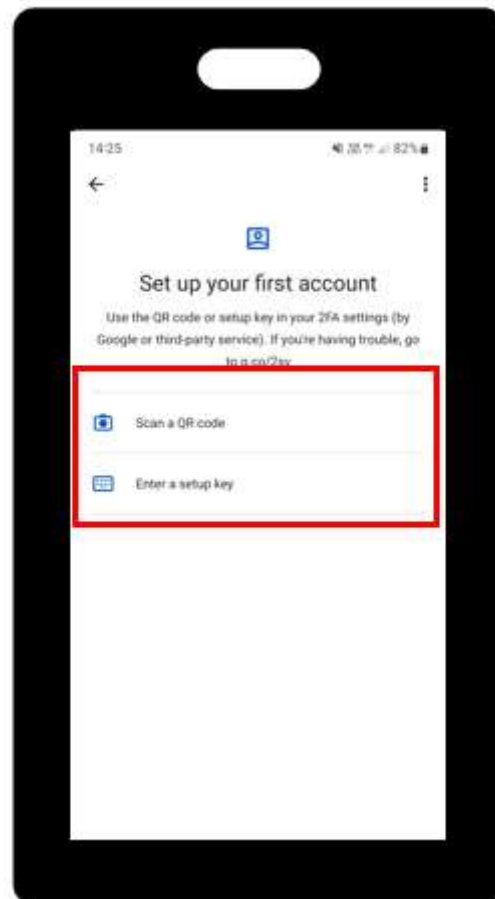 14:25
82%
Set up your first account
Use the QR code or setup key in your 2FA settings (by
Google or third-party service). If you're having trouble, go
to g.co/2sv
Scan a QR code
Enter a setup key